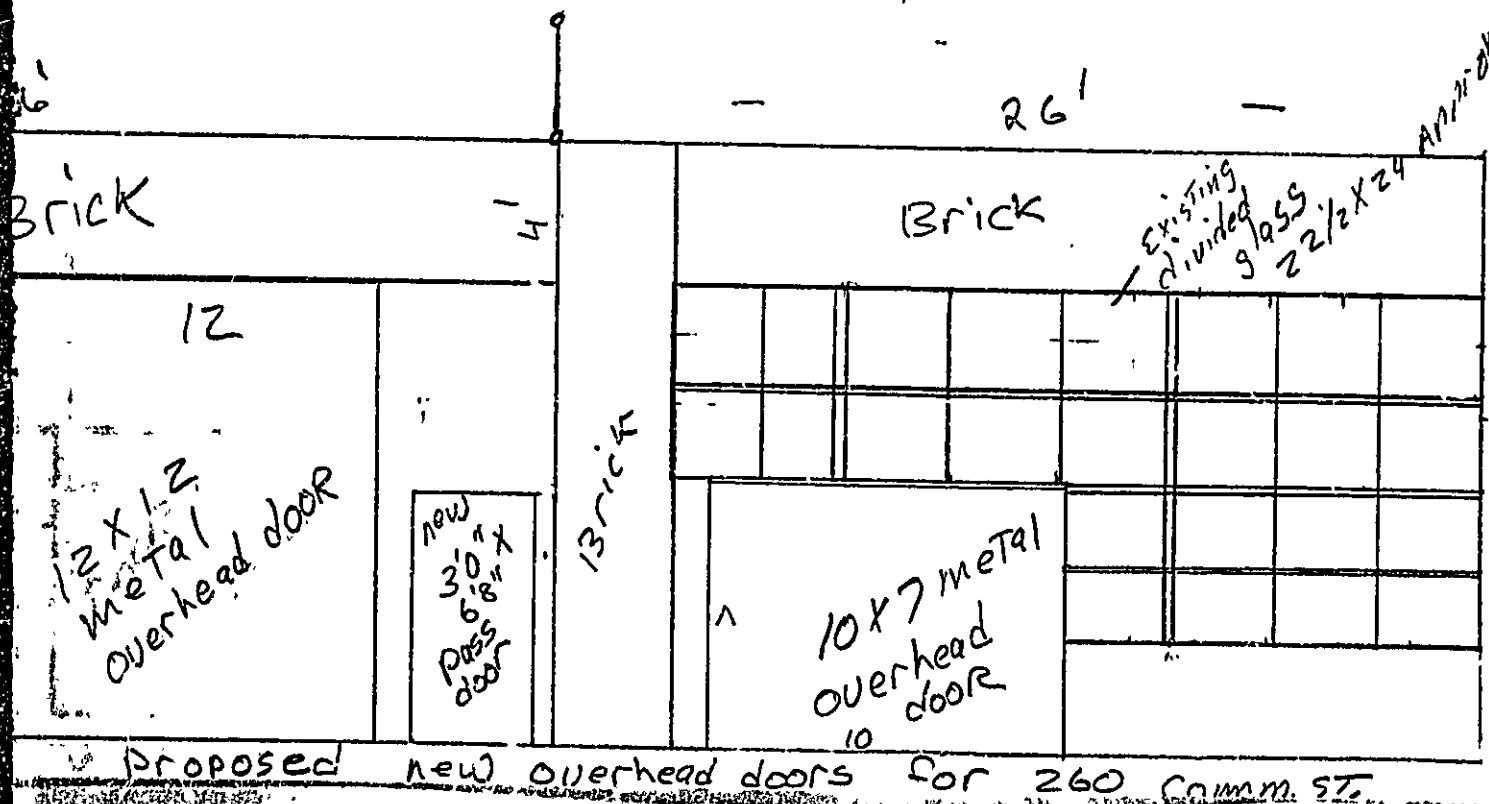 26'
Brick
4'
Brick
Existing
divided
glass
22 1/2 X 24
12
12 X 12
metal
overhead door
new
3'0" X
6'8"
pass
door
Brick
7
10 X 7 metal
overhead
door
10
Proposed new overhead doors for 260 Comm. ST.